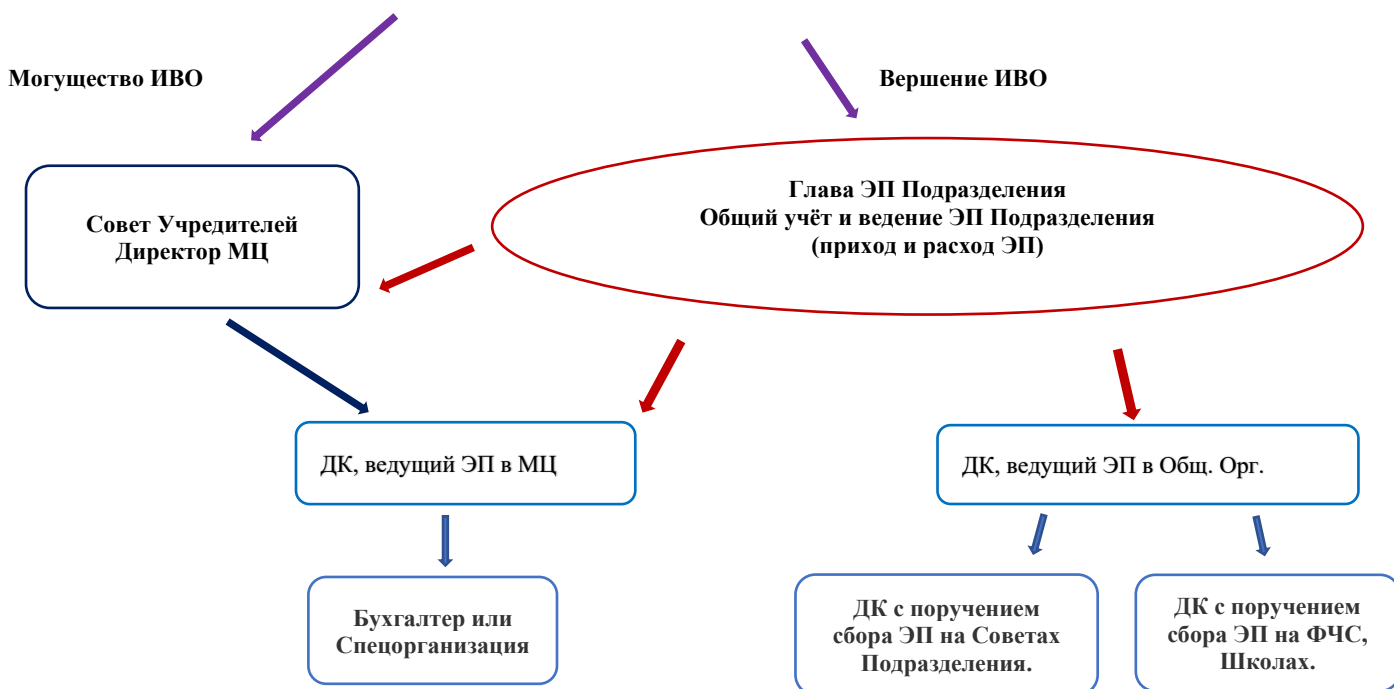 Могущество ИВО
Вершение ИВО
Совет Учредителей
Директор МЦ
Глава ЭП Подразделения
Общий учёт и ведение ЭП Подразделения
(приход и расход ЭП)
ДК, ведущий ЭП в МЦ
ДК, ведущий ЭП в Общ. Орг.
Бухгалтер или
Спецорганизация
ДК с поручением
сбора ЭП на Советах
Подразделения.
ДК с поручением
сбора ЭП на ФЧС,
Школах.